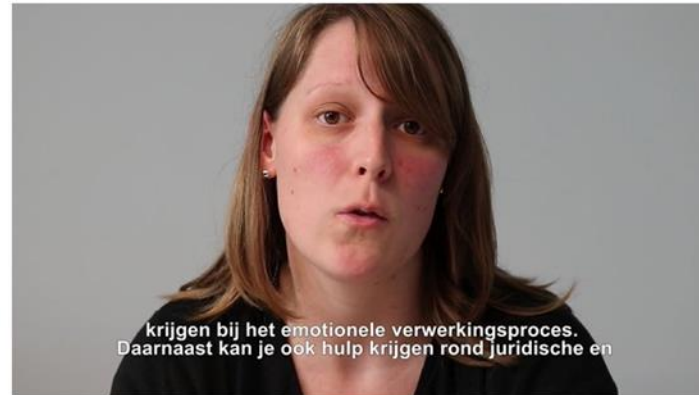 krijgen bij het emotionele verwerkingsproces.
Daarnaast kan je ook hulp krijgen rond juridische en